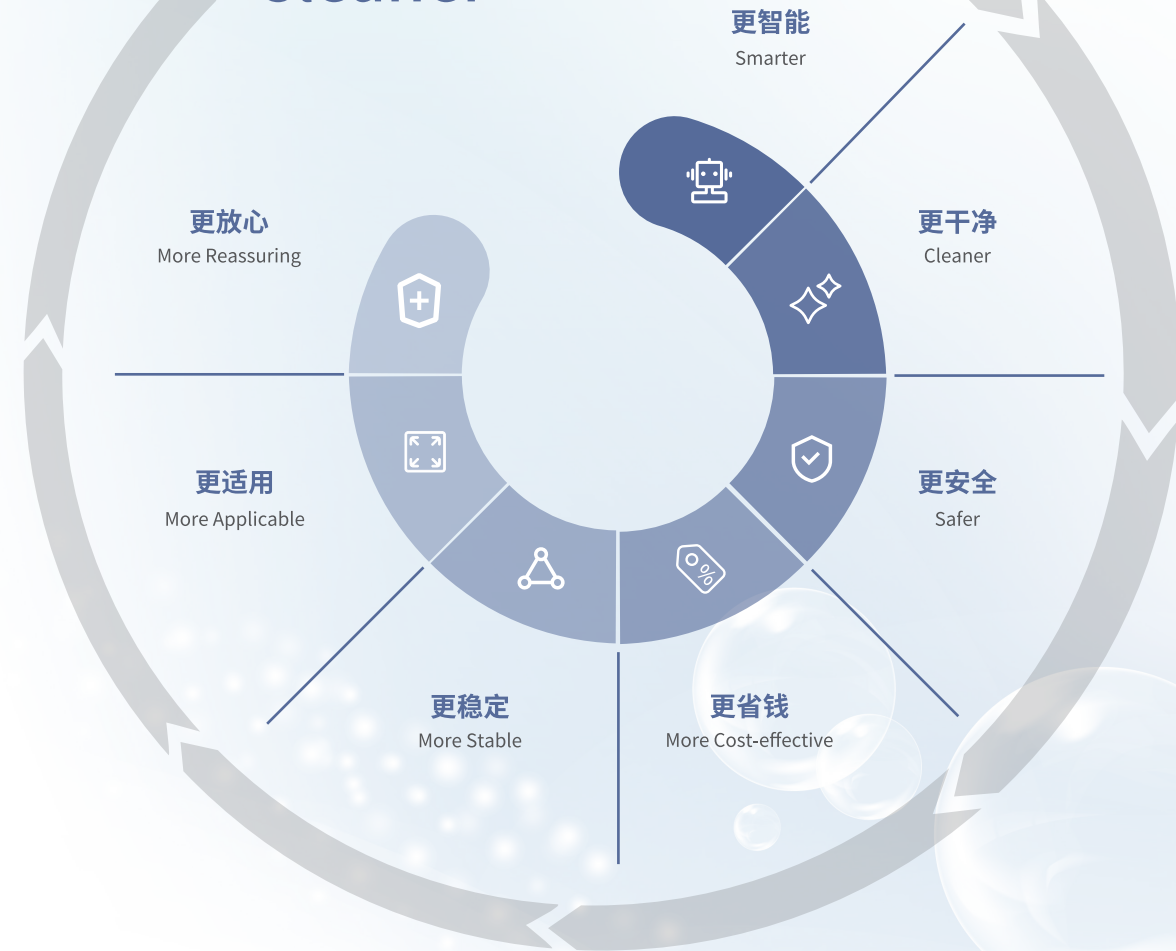 更智能
Smarter
更放心
More Reassuring
更干净
Cleaner
更适用
More Applicable
更安全
Safer
%
更稳定
More Stable
更省钱
More Cost-effective